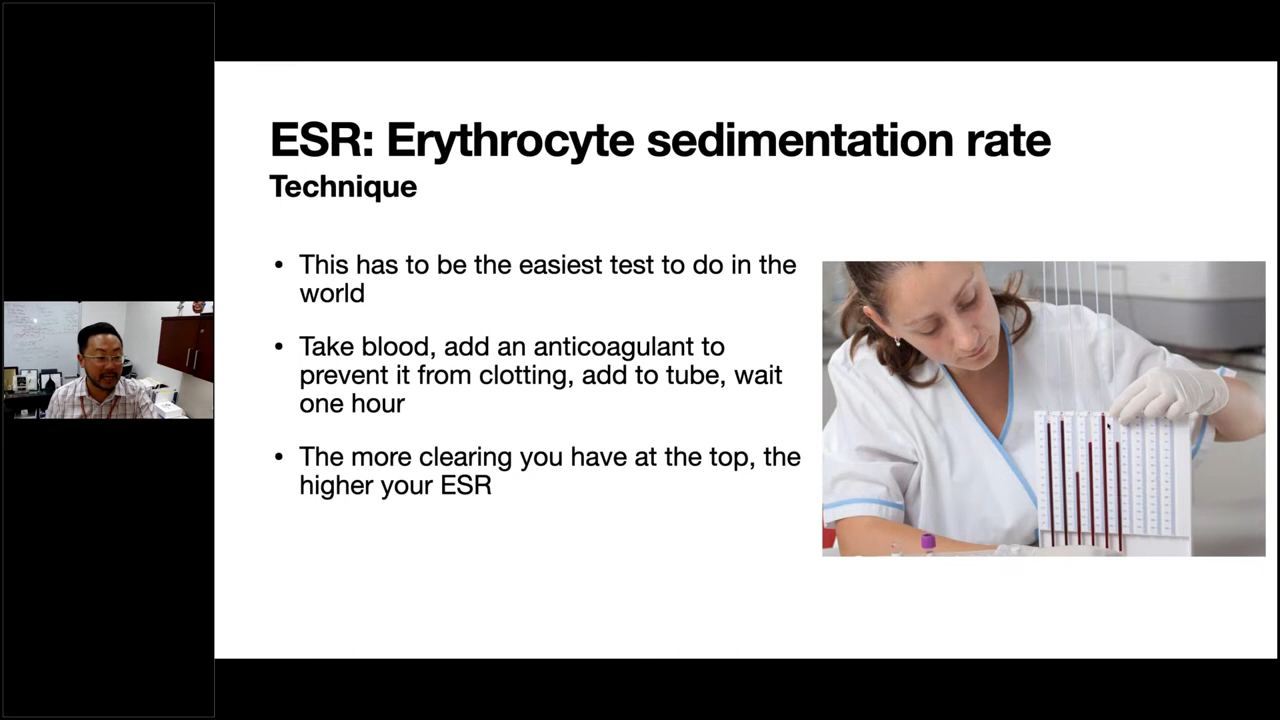 ESR: Erythrocyte sedimentation rate
Technique
• This has to be the easiest test to do in the
world
• Take blood, add an anticoagulant to
prevent it from clotting, add to tube, wait
one hour
• The more clearing you have at the top, the
higher your ESR